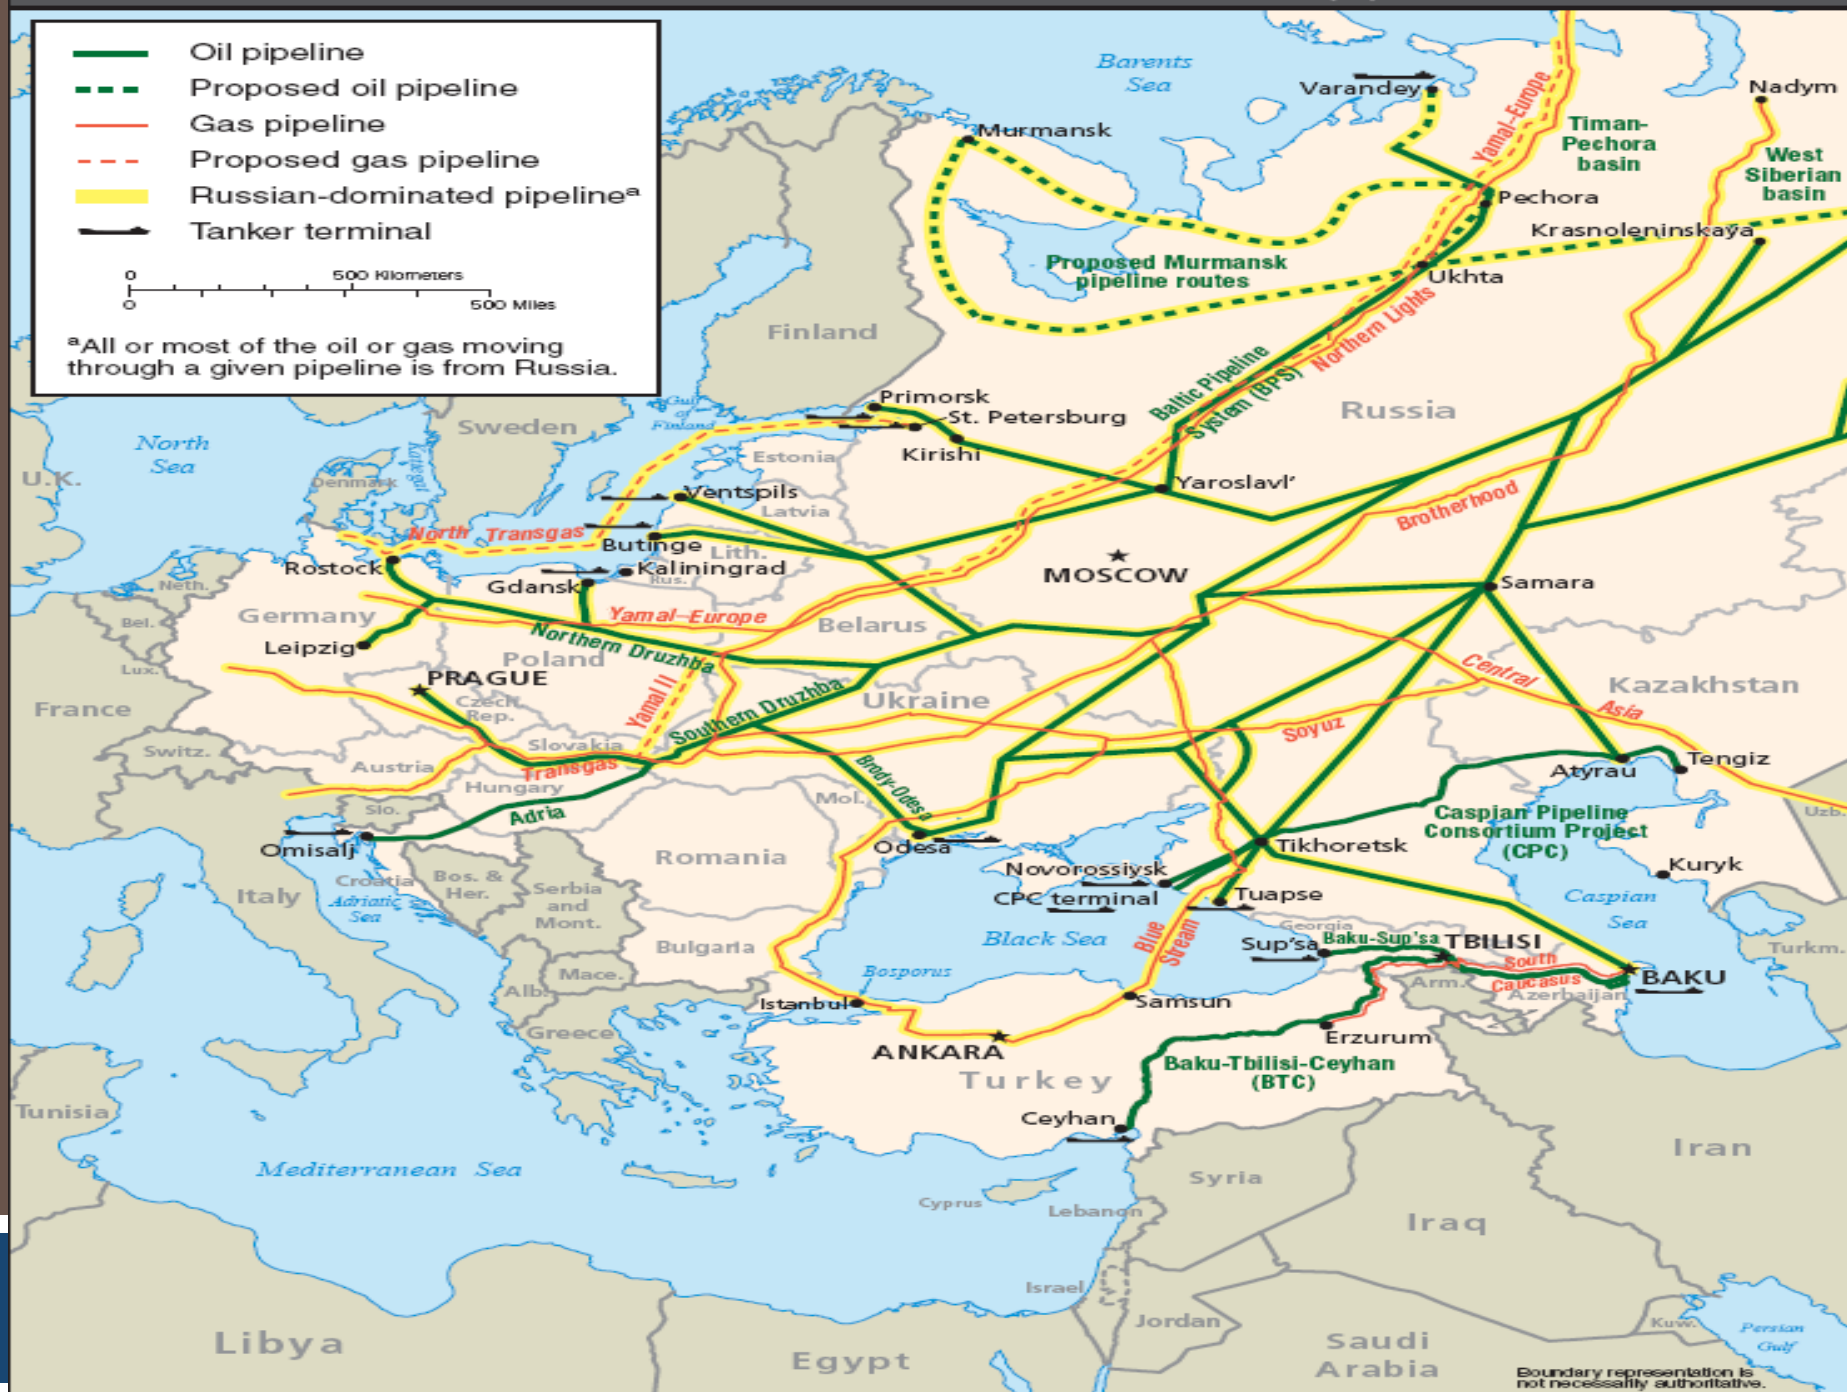 Oil pipeline
Proposed oil pipeline
Gas pipeline
Proposed gas pipeline
Russian-dominated pipelineᵃ
Tanker terminal
0 500 Kilometers
0 500 Miles
ᵃAll or most of the oil or gas moving
through a given pipeline is from Russia.
Barents
Sea
Varandey
Murmansk
Yamal-Europe
Timan-
Pechora
basin
Nadym
West
Siberian
basin
Pechora
Krasnoleninskaya
Ukhta
Proposed Murmansk
pipeline routes
Northern Lights
Baltic Pipeline
System (BPS)
Finland
Russia
Primorsk
St. Petersburg
Kirishi
Gulf
of
Finland
Sweden
North
Sea
U.K.
Denmark
Kattegat
Estonia
Ventspils
Latvia
Yaroslavl'
Brotherhood
North Transgas
Butinge
Lith.
Kaliningrad
Rus.
Rostock
Gdansk
MOSCOW
Samara
Neth.
Germany
Bel.
Yamal-Europe
Belarus
Northern Druzhba
Leipzig
Poland
Lux.
PRAGUE
Czech
Rep.
Yamal II
Southern Druzhba
Ukraine
Central
Asia
Kazakhstan
France
Soyuz
Switz.
Slovakia
Austria
Transgas
Hungary
Brody-Odesa
Atyrau
Tengiz
Mol.
Slo.
Adria
Caspian Pipeline
Consortium Project
(CPC)
Uzb.
Omisalj
Romania
Odesa
Tikhoretsk
Kuryk
Novorossiysk
CPC terminal
Tuapse
Croatia
Bos. &
Her.
Serbia
and
Mont.
Italy
Adriatic
Sea
Caspian
Sea
Black Sea
Blue
Stream
Georgia
Sup'sa
Baku-Sup'sa
TBILISI
Turkm.
Bulgaria
South
Caucasus
BAKU
Mace.
Alb.
Bosporus
Istanbul
Samsun
Arm.
Azerbaijan
Greece
ANKARA
Erzurum
Turkey
Baku-Tbilisi-Ceyhan
(BTC)
Ceyhan
Tunisia
Mediterranean Sea
Syria
Iran
Cyprus
Lebanon
Iraq
Israel
Jordan
Kuw.
Persian
Gulf
Libya
Egypt
Saudi
Arabia
Boundary representation is
not necessarily authoritative.